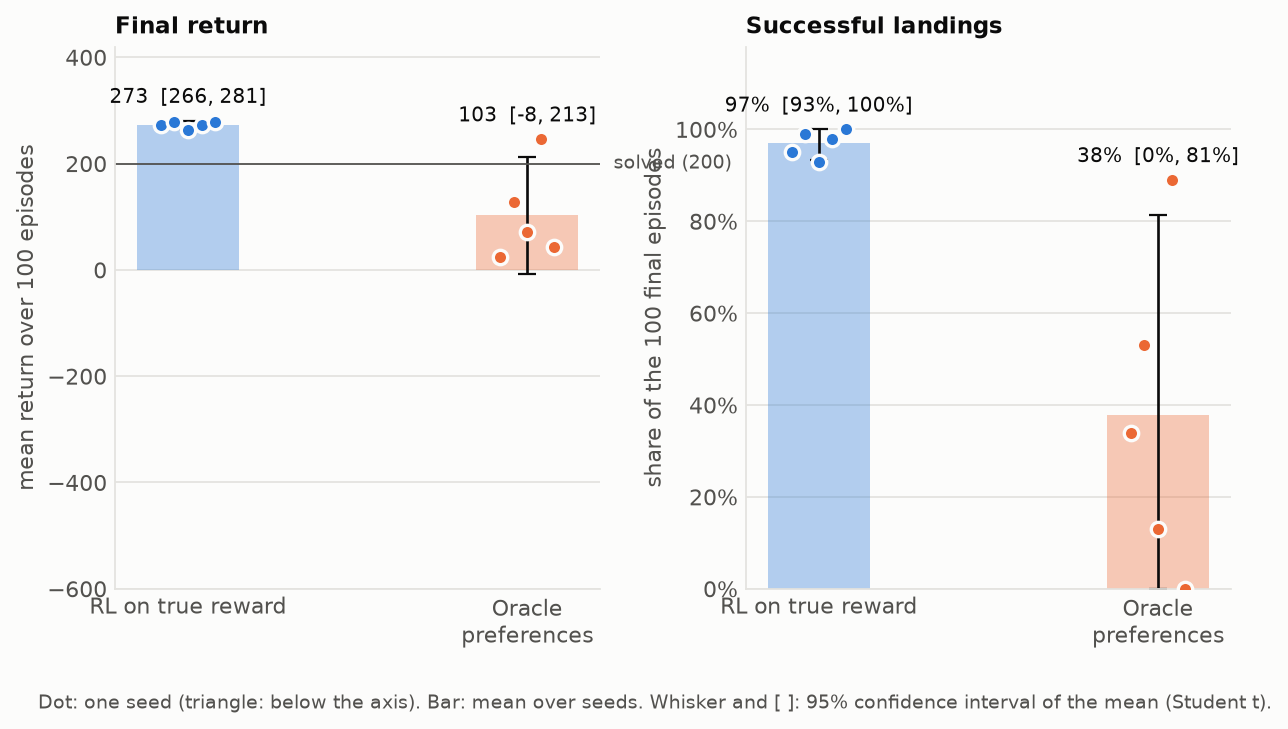 Final return
400
200
0
−200
−400
−600
mean return over 100 episodes
273  [266, 281]
103  [-8, 213]
solved (200)
RL on true reward
Oracle
preferences
Successful landings
100%
80%
60%
40%
20%
0%
share of the 100 final episodes
97%  [93%, 100%]
38%  [0%, 81%]
RL on true reward
Oracle
preferences
Dot: one seed (triangle: below the axis). Bar: mean over seeds. Whisker and [ ]: 95% confidence interval of the mean (Student t).